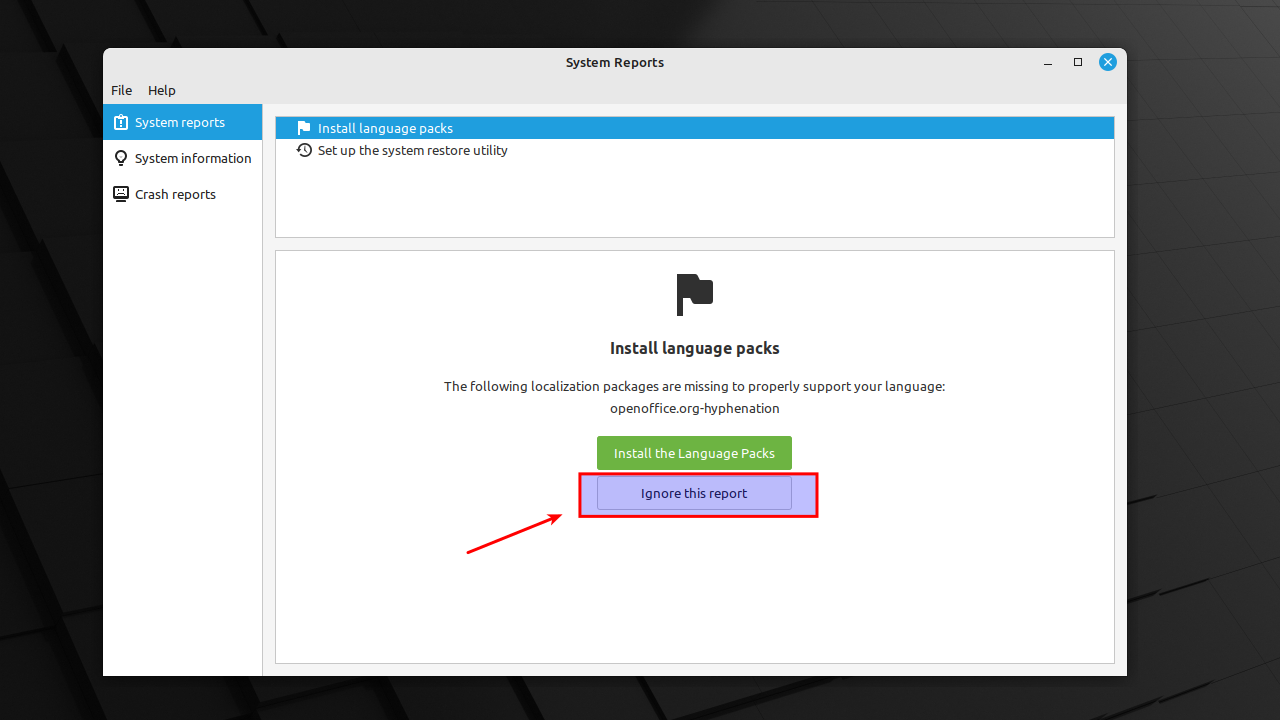 System Reports
File Help
System reports
System information
Crash reports
Install language packs
Set up the system restore utility
Install language packs
The following localization packages are missing to properly support your language:
openoffice.org-hyphenation
Install the Language Packs
Ignore this report